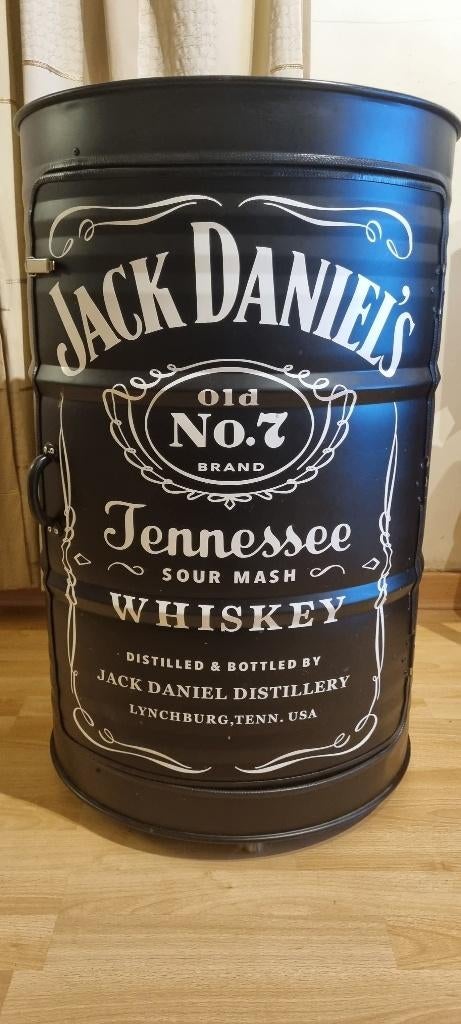 JACK DANIEL'S
Old
No.7
BRAND
Tennessee
SOUR MASH
WHISKEY
DISTILLED & BOTTLED BY
JACK DANIEL DISTILLERY
LYNCHBURG,TENN. USA